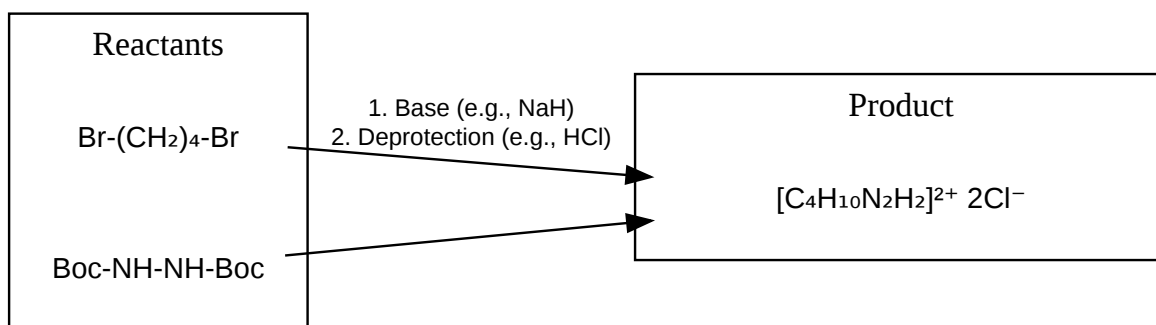 Reactants
Br-(CH₂)₄-Br
Boc-NH-NH-Boc
1. Base (e.g., NaH)
2. Deprotection (e.g., HCl)
Product
[C₄H₁₀N₂H₂]²⁺ 2Cl⁻